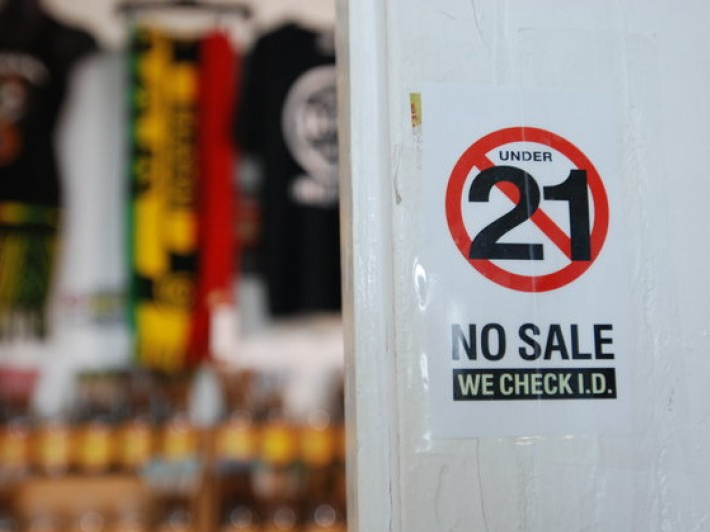 UNDER
21
NO SALE
WE CHECK I.D.